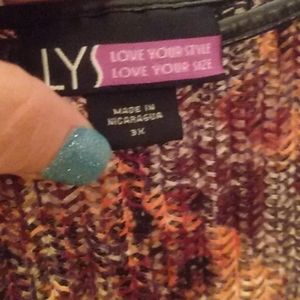 LYS
LOVE YOUR STYLE
LOVE YOUR SIZE
MADE IN
NICARAGUA
3X